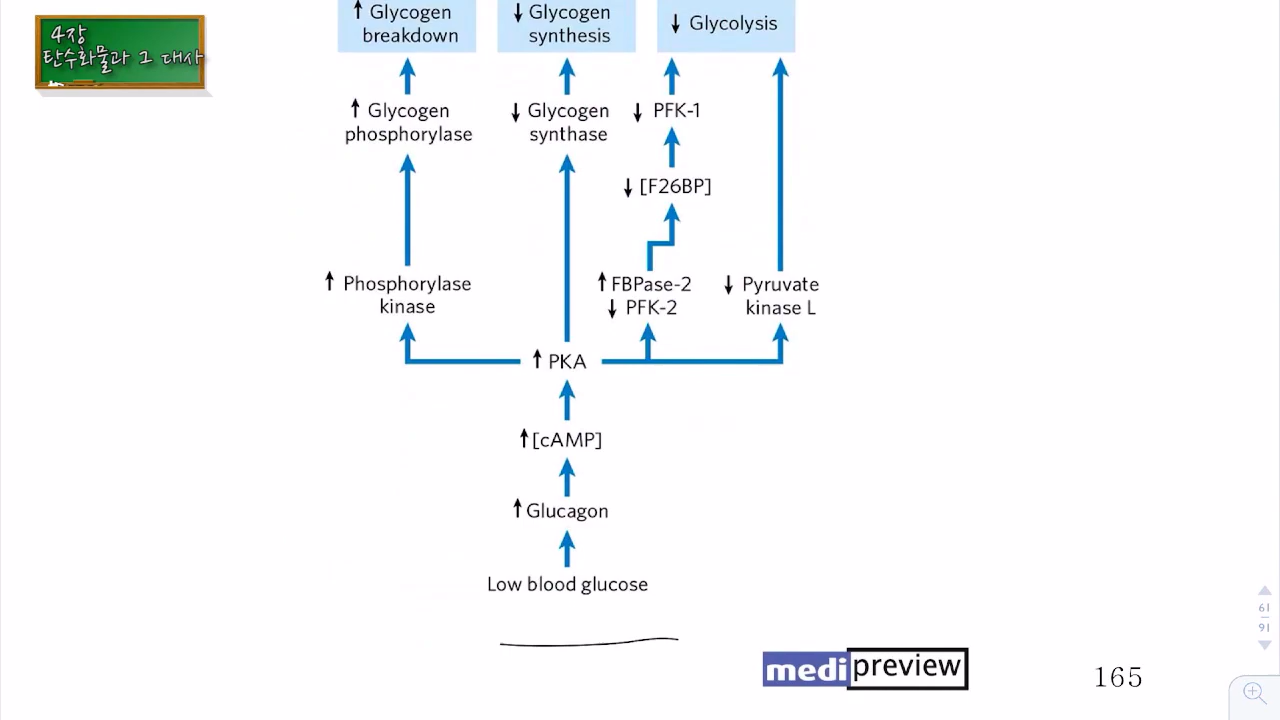 4장
탄수화물과 그 대사
↑ Glycogen
breakdown
↓ Glycogen
synthesis
↓ Glycolysis
↑ Glycogen
phosphorylase
↓ Glycogen
synthase
↓ PFK-1
↓ [F26BP]
↑ Phosphorylase
kinase
↑ FBPase-2
↓ PFK-2
↓ Pyruvate
kinase L
↑ PKA
↑ [cAMP]
↑ Glucagon
Low blood glucose
medipreview
165
61
91